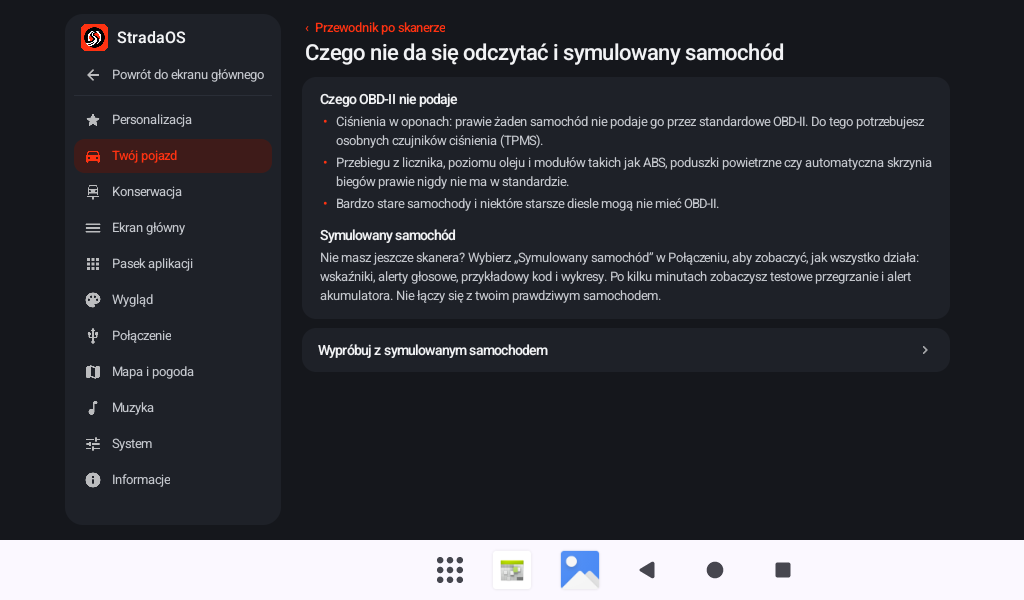 StradaOS
Powrót do ekranu głównego
Personalizacja
Twój pojazd
Konserwacja
Ekran główny
Pasek aplikacji
Wygląd
Połączenie
Mapa i pogoda
Muzyka
System
Informacje
‹ Przewodnik po skanerze
Czego nie da się odczytać i symulowany samochód
Czego OBD-II nie podaje
• Ciśnienia w oponach: prawie żaden samochód nie podaje go przez standardowe OBD-II. Do tego potrzebujesz
osobnych czujników ciśnienia (TPMS).
• Przebiegu z licznika, poziomu oleju i modułów takich jak ABS, poduszki powietrzne czy automatyczna skrzynia
biegów prawie nigdy nie ma w standardzie.
• Bardzo stare samochody i niektóre starsze diesle mogą nie mieć OBD-II.
Symulowany samochód
Nie masz jeszcze skanera? Wybierz „Symulowany samochód” w Połączeniu, aby zobaczyć, jak wszystko działa:
wskaźniki, alerty głosowe, przykładowy kod i wykresy. Po kilku minutach zobaczysz testowe przegrzanie i alert
akumulatora. Nie łączy się z twoim prawdziwym samochodem.
Wypróbuj z symulowanym samochodem